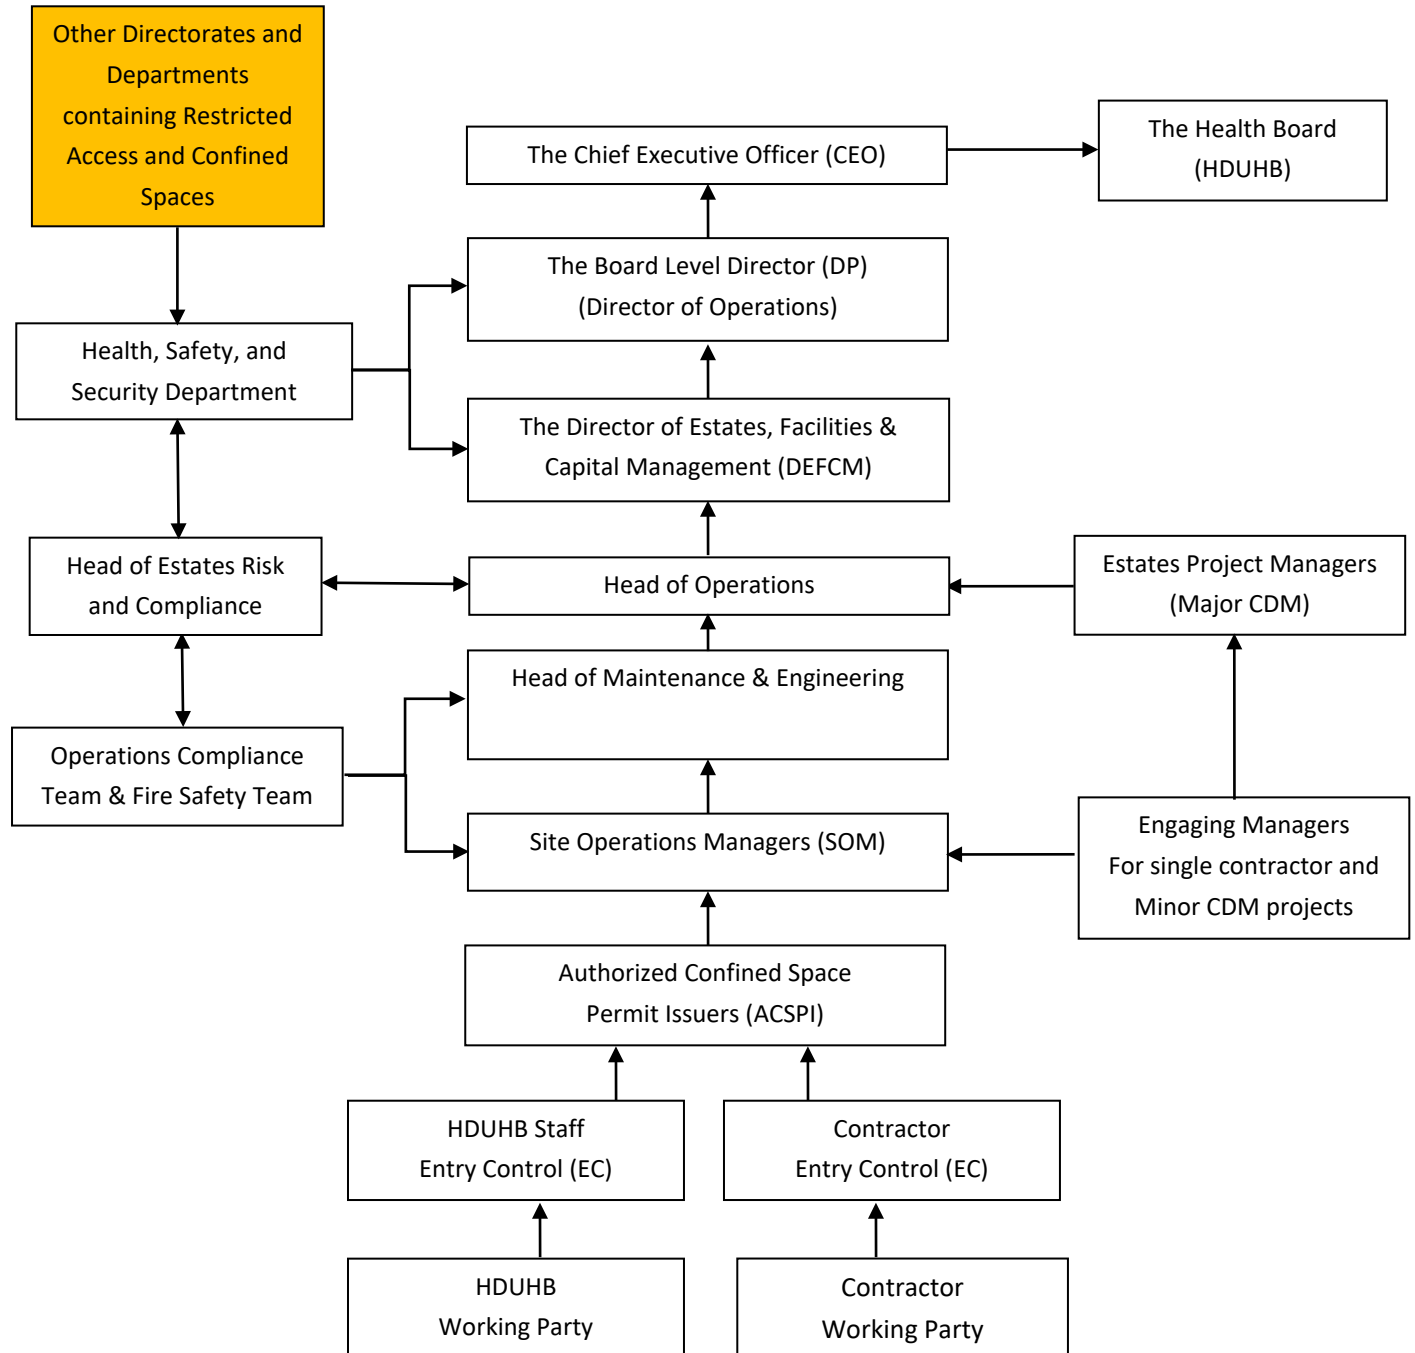 Other Directorates and
Departments
containing Restricted
Access and Confined
Spaces
The Chief Executive Officer (CEO)
The Health Board
(HDUHB)
The Board Level Director (DP)
(Director of Operations)
Health, Safety, and
Security Department
The Director of Estates, Facilities &
Capital Management (DEFCM)
Head of Estates Risk
and Compliance
Head of Operations
Estates Project Managers
(Major CDM)
Head of Maintenance & Engineering
Operations Compliance
Team & Fire Safety Team
Site Operations Managers (SOM)
Engaging Managers
For single contractor and
Minor CDM projects
Authorized Confined Space
Permit Issuers (ACSPI)
HDUHB Staff
Entry Control (EC)
Contractor
Entry Control (EC)
HDUHB
Working Party
Contractor
Working Party